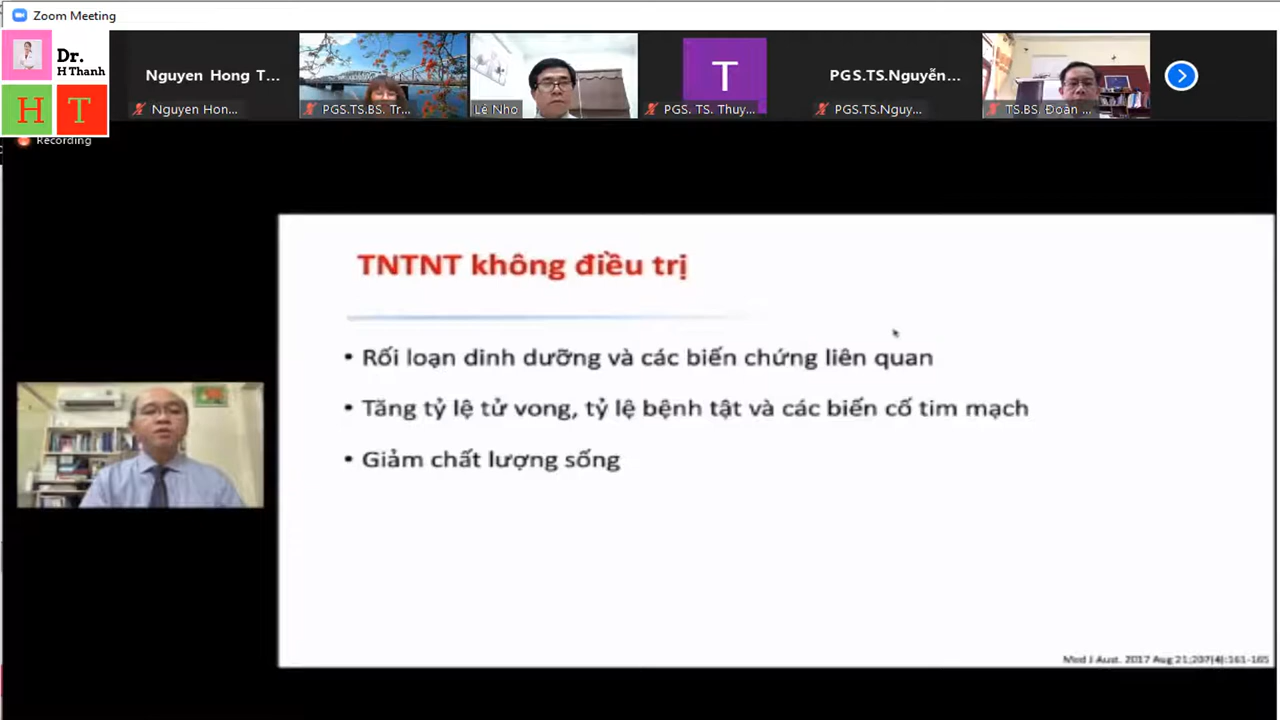 Zoom Meeting
Dr.
H Thanh
H T
Nguyen Hong T...
Nguyen Hon...
PGS.TS.BS. Tr...
Lê Nhọ
T
PGS. TS. Thuy...
PGS.TS.Nguyễn...
PGS.TS.Nguy...
TS.BS. Đoàn ...
Recording
TNTNT không điều trị
• Rối loạn dinh dưỡng và các biến chứng liên quan
• Tăng tỷ lệ tử vong, tỷ lệ bệnh tật và các biến cố tim mạch
• Giảm chất lượng sống
Med J Aust. 2017 Aug 21;207(4):161-165